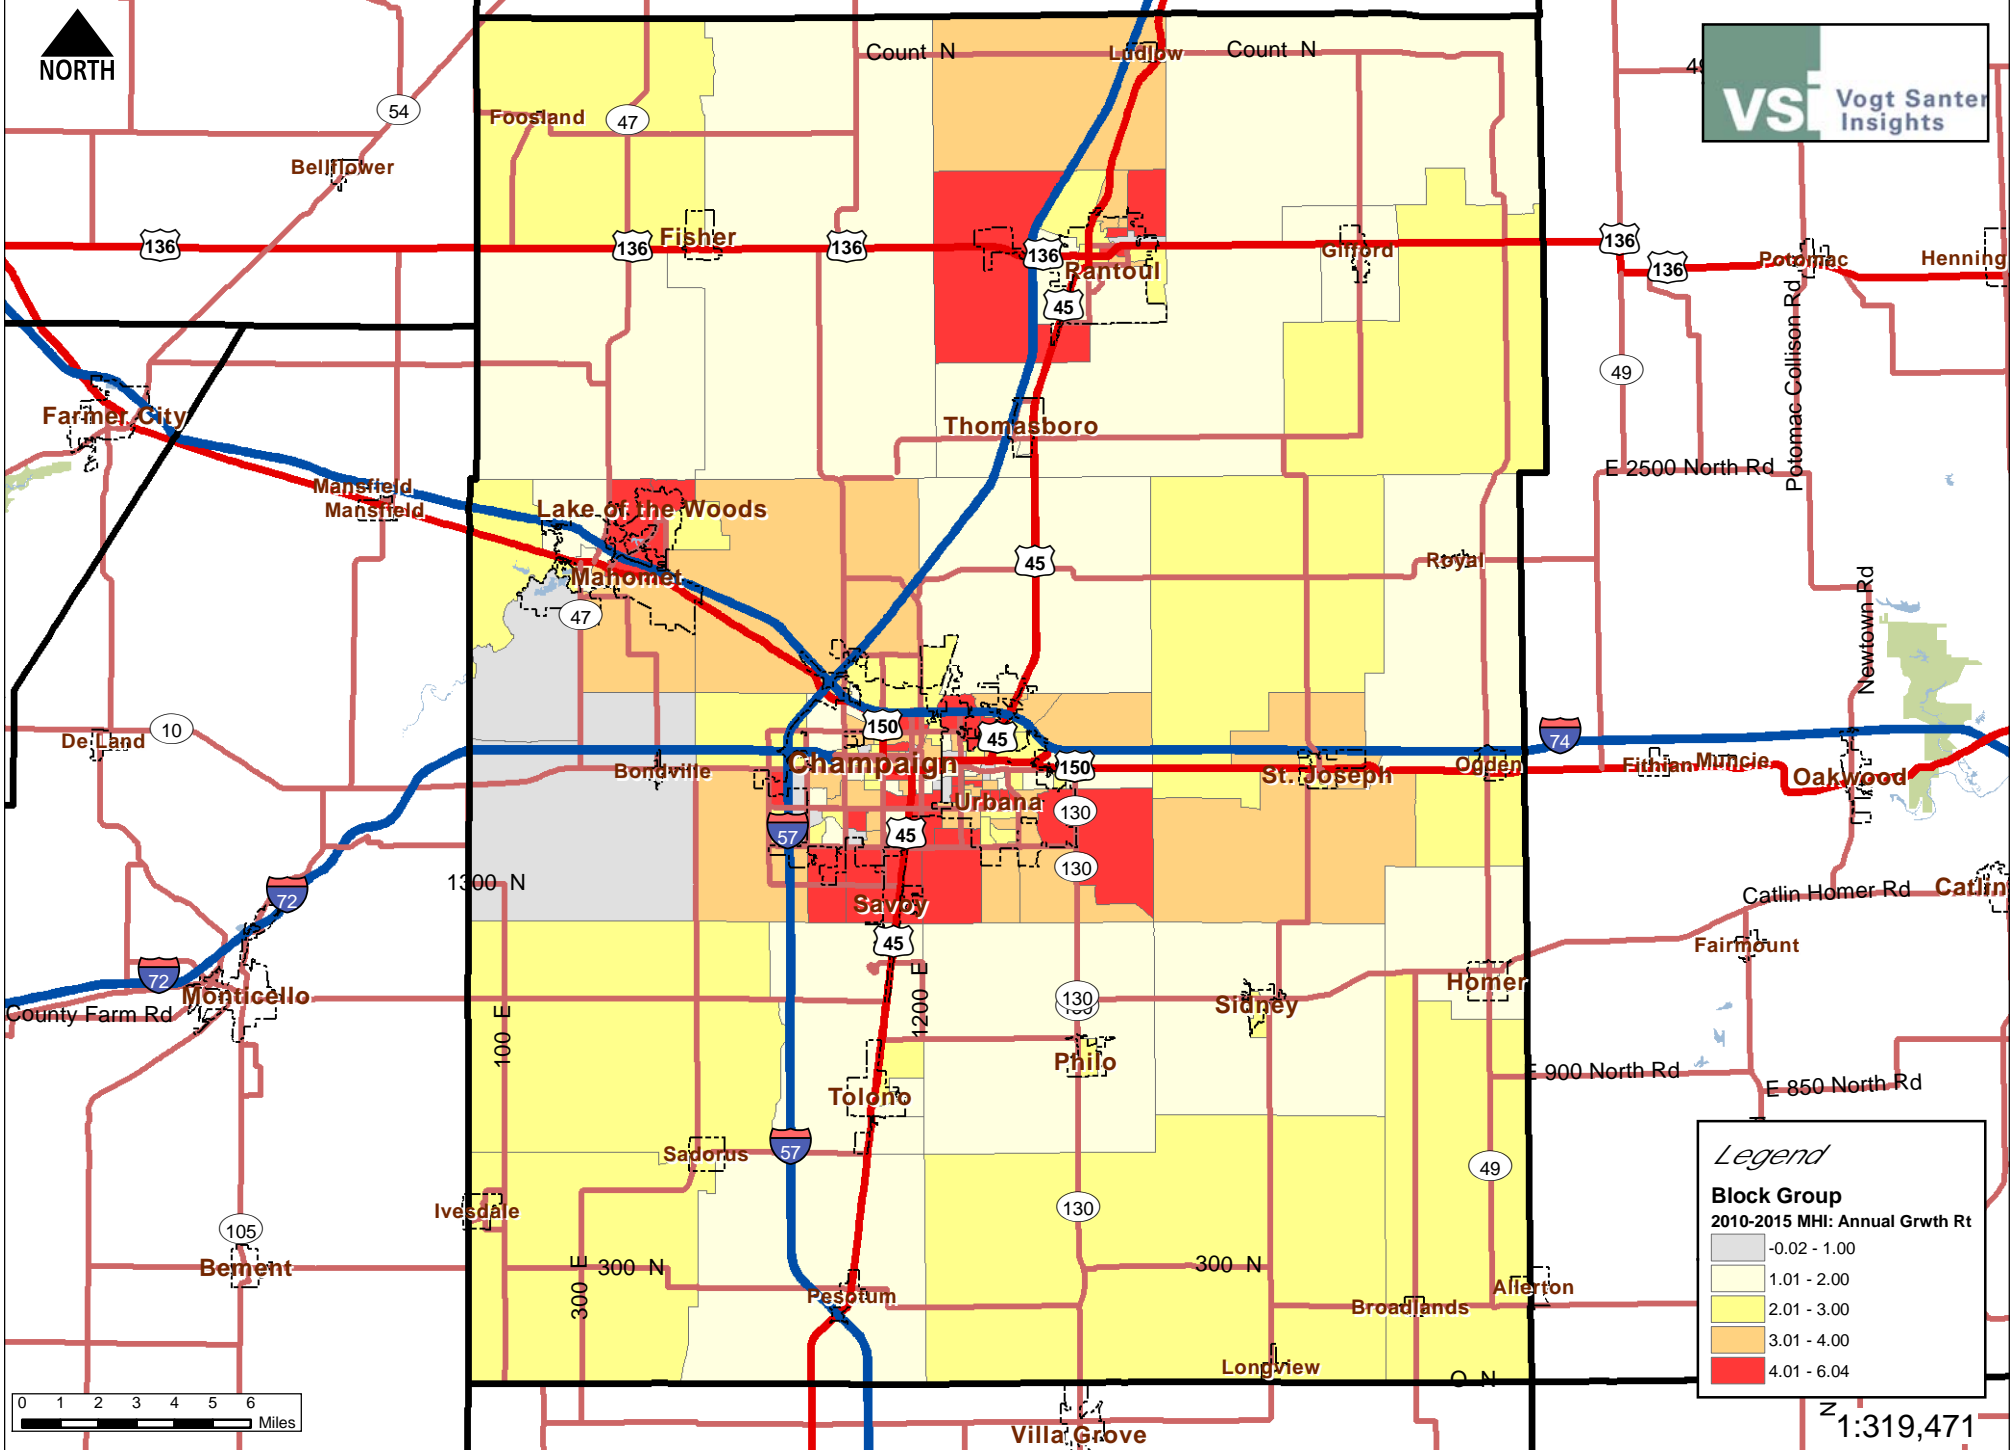 NORTH
54
Count N
Ludlow
Count N
49
VSi
Vogt Santer
Insights
Foosland
47
Bellflower
136
136
Fisher
136
136
Rantoul
45
Gifford
136
136
Potomac
Henning
Potomac Collison Rd
49
Farmer City
Thomasboro
E 2500 North Rd
Mansfield
Mansfield
Lake of the Woods
Mahomet
47
45
Royal
Newtown Rd
De Land
10
150
45
74
Bondville
Champaign
150
St. Joseph
Ogden
Fithian
Muncie
Oakwood
Urbana
130
57
45
130
72
1300 N
Savoy
Catlin Homer Rd
Catlin
45
Fairmount
72
Monticello
County Farm Rd
100 E
1200 E
130
Sidney
Homer
Philo
E 900 North Rd
E 850 North Rd
Tolono
57
Sadorus
49
Ivesdale
130
105
Bement
300 E
300 N
300 N
Pesotum
Broadlands
Allerton
Longview
0 N
Villa Grove
Legend
Block Group
2010-2015 MHI: Annual Grwth Rt
-0.02 - 1.00
1.01 - 2.00
2.01 - 3.00
3.01 - 4.00
4.01 - 6.04
0 1 2 3 4 5 6
Miles
N
1:319,471